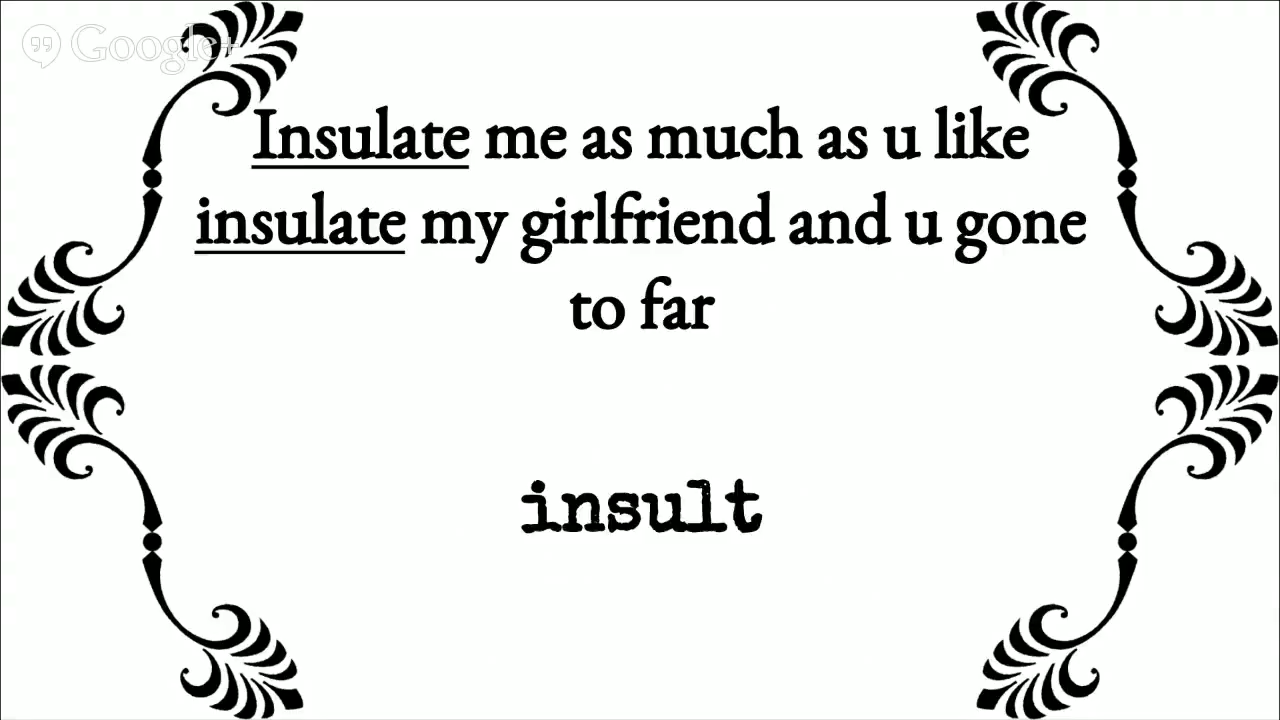 Google+
Insulate me as much as u like
insulate my girlfriend and u gone
to far
insult